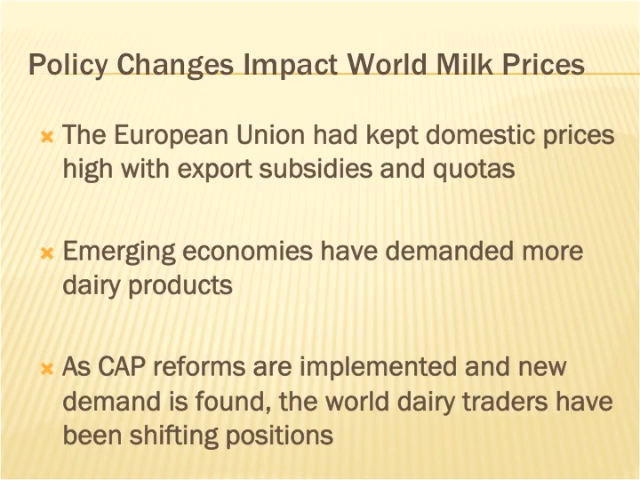 Policy Changes Impact World Milk Prices
The European Union had kept domestic prices
high with export subsidies and quotas
Emerging economies have demanded more
dairy products
As CAP reforms are implemented and new
demand is found, the world dairy traders have
been shifting positions